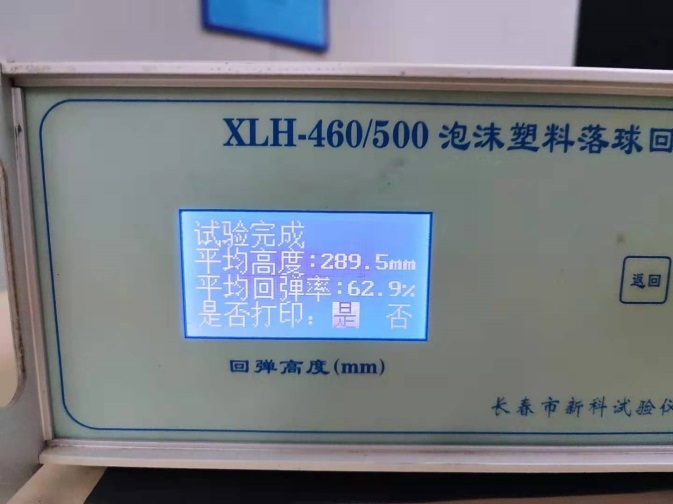 XLH-460/500 泡沫塑料落球回
试验完成
平均高度:289.5mm
平均回弹率:62.9%
是否打印: 是 否
返回
回弹高度(mm)
长春市新科试验仪